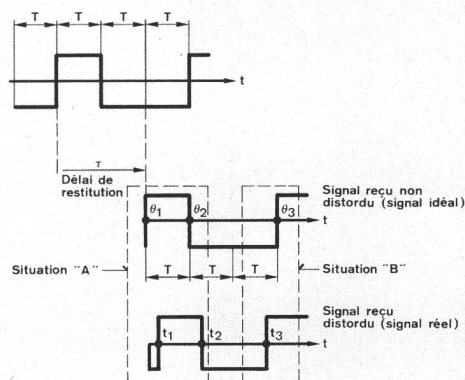 T T T T
t
τ
Délai de
restitution
Signal reçu non
distordu (signal idéal)
θ1 θ2 θ3
t
T T T
Situation "A"
Situation "B"
Signal reçu
distordu (signal réel)
t1 t2 t3
t